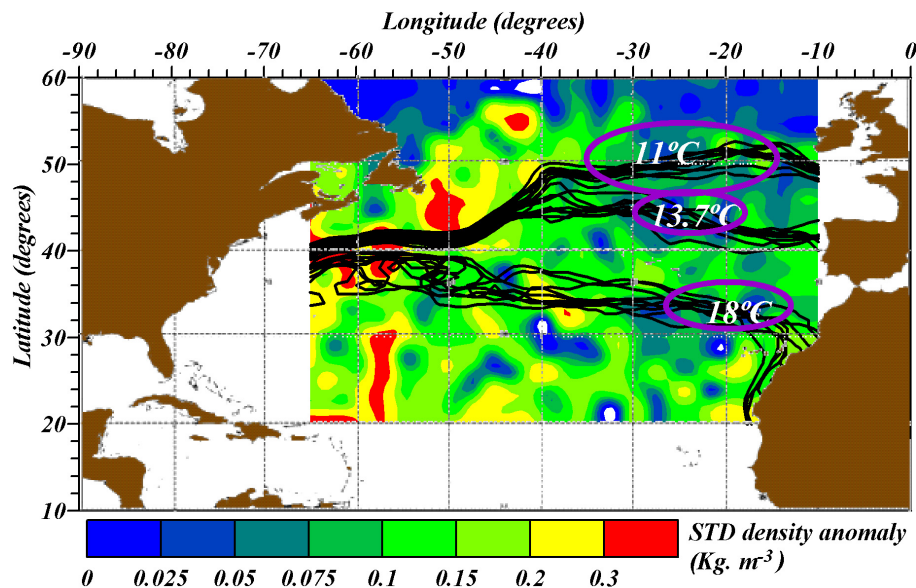 Longitude (degrees)
-90 -80 -70 -60 -50 -40 -30 -20 -10 0
Latitude (degrees)
60
50
40
30
20
10
11ºC
13.7ºC
18ºC
0 0.025 0.05 0.075 0.1 0.15 0.2 0.3
STD density anomaly
(Kg. m-3)